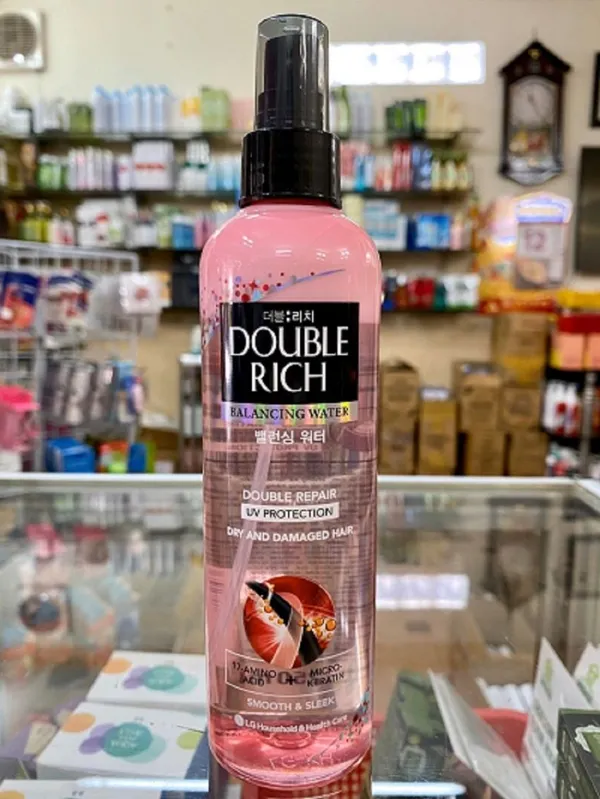 더블:리치
DOUBLE
RICH
BALANCING WATER
밸런싱 워터
DOUBLE REPAIR
UV PROTECTION
DRY AND DAMAGED HAIR
17-AMINO
ACID
MICRO-
KERATIN
SMOOTH & SLEEK
LG Household & Health Care